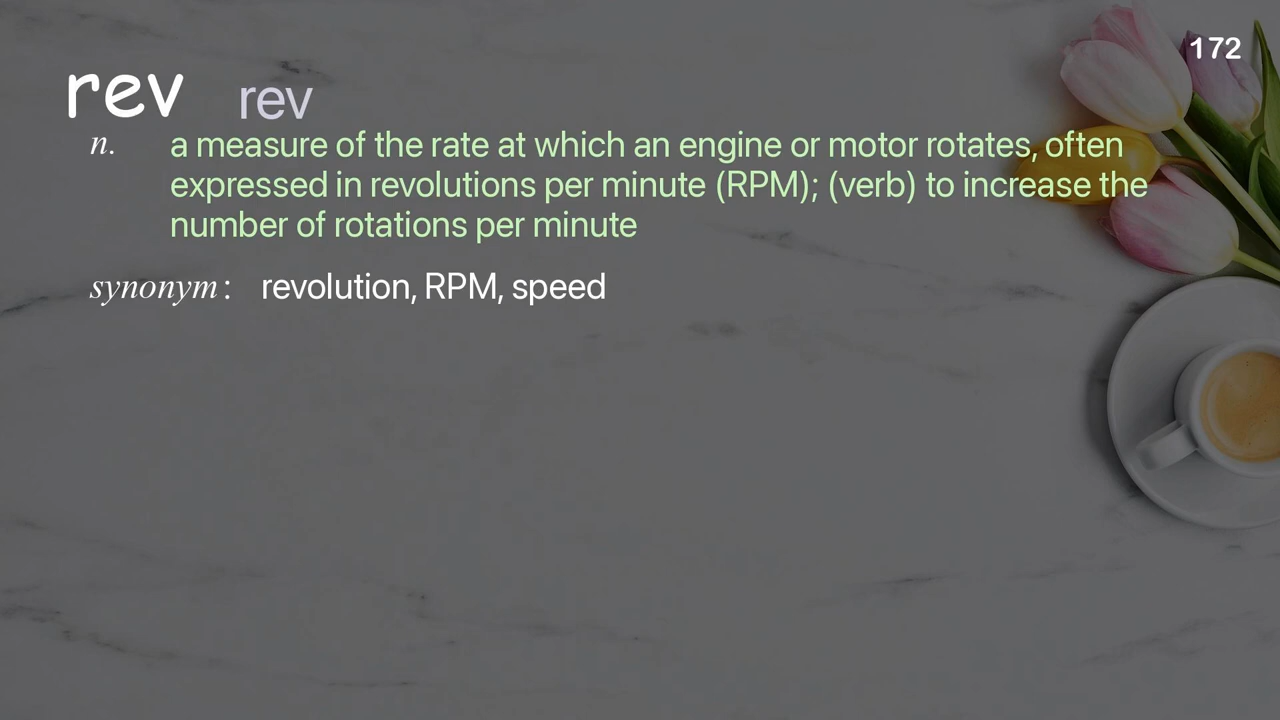 172
rev rev
n. a measure of the rate at which an engine or motor rotates, often
expressed in revolutions per minute (RPM); (verb) to increase the
number of rotations per minute
synonym: revolution, RPM, speed